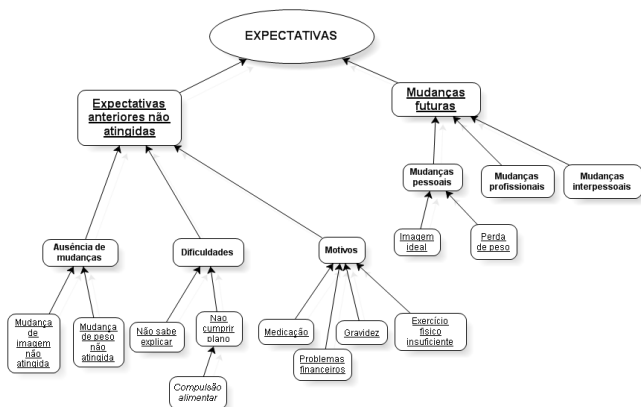 EXPECTATIVAS
Expectativas
anteriores não
atingidas
Mudanças
futuras
Mudanças
pessoais
Mudanças
profissionais
Mudanças
interpessoais
Imagem
ideal
Perda
de peso
Ausência de
mudanças
Dificuldades
Motivos
Mudança
de
imagem não
atingida
Mudança
de peso não
atingida
Não sabe
explicar
Nao
cumprir
plano
Compulsão
alimentar
Medicação
Problemas
financeiros
Gravidez
Exercício
físico
insuficiente